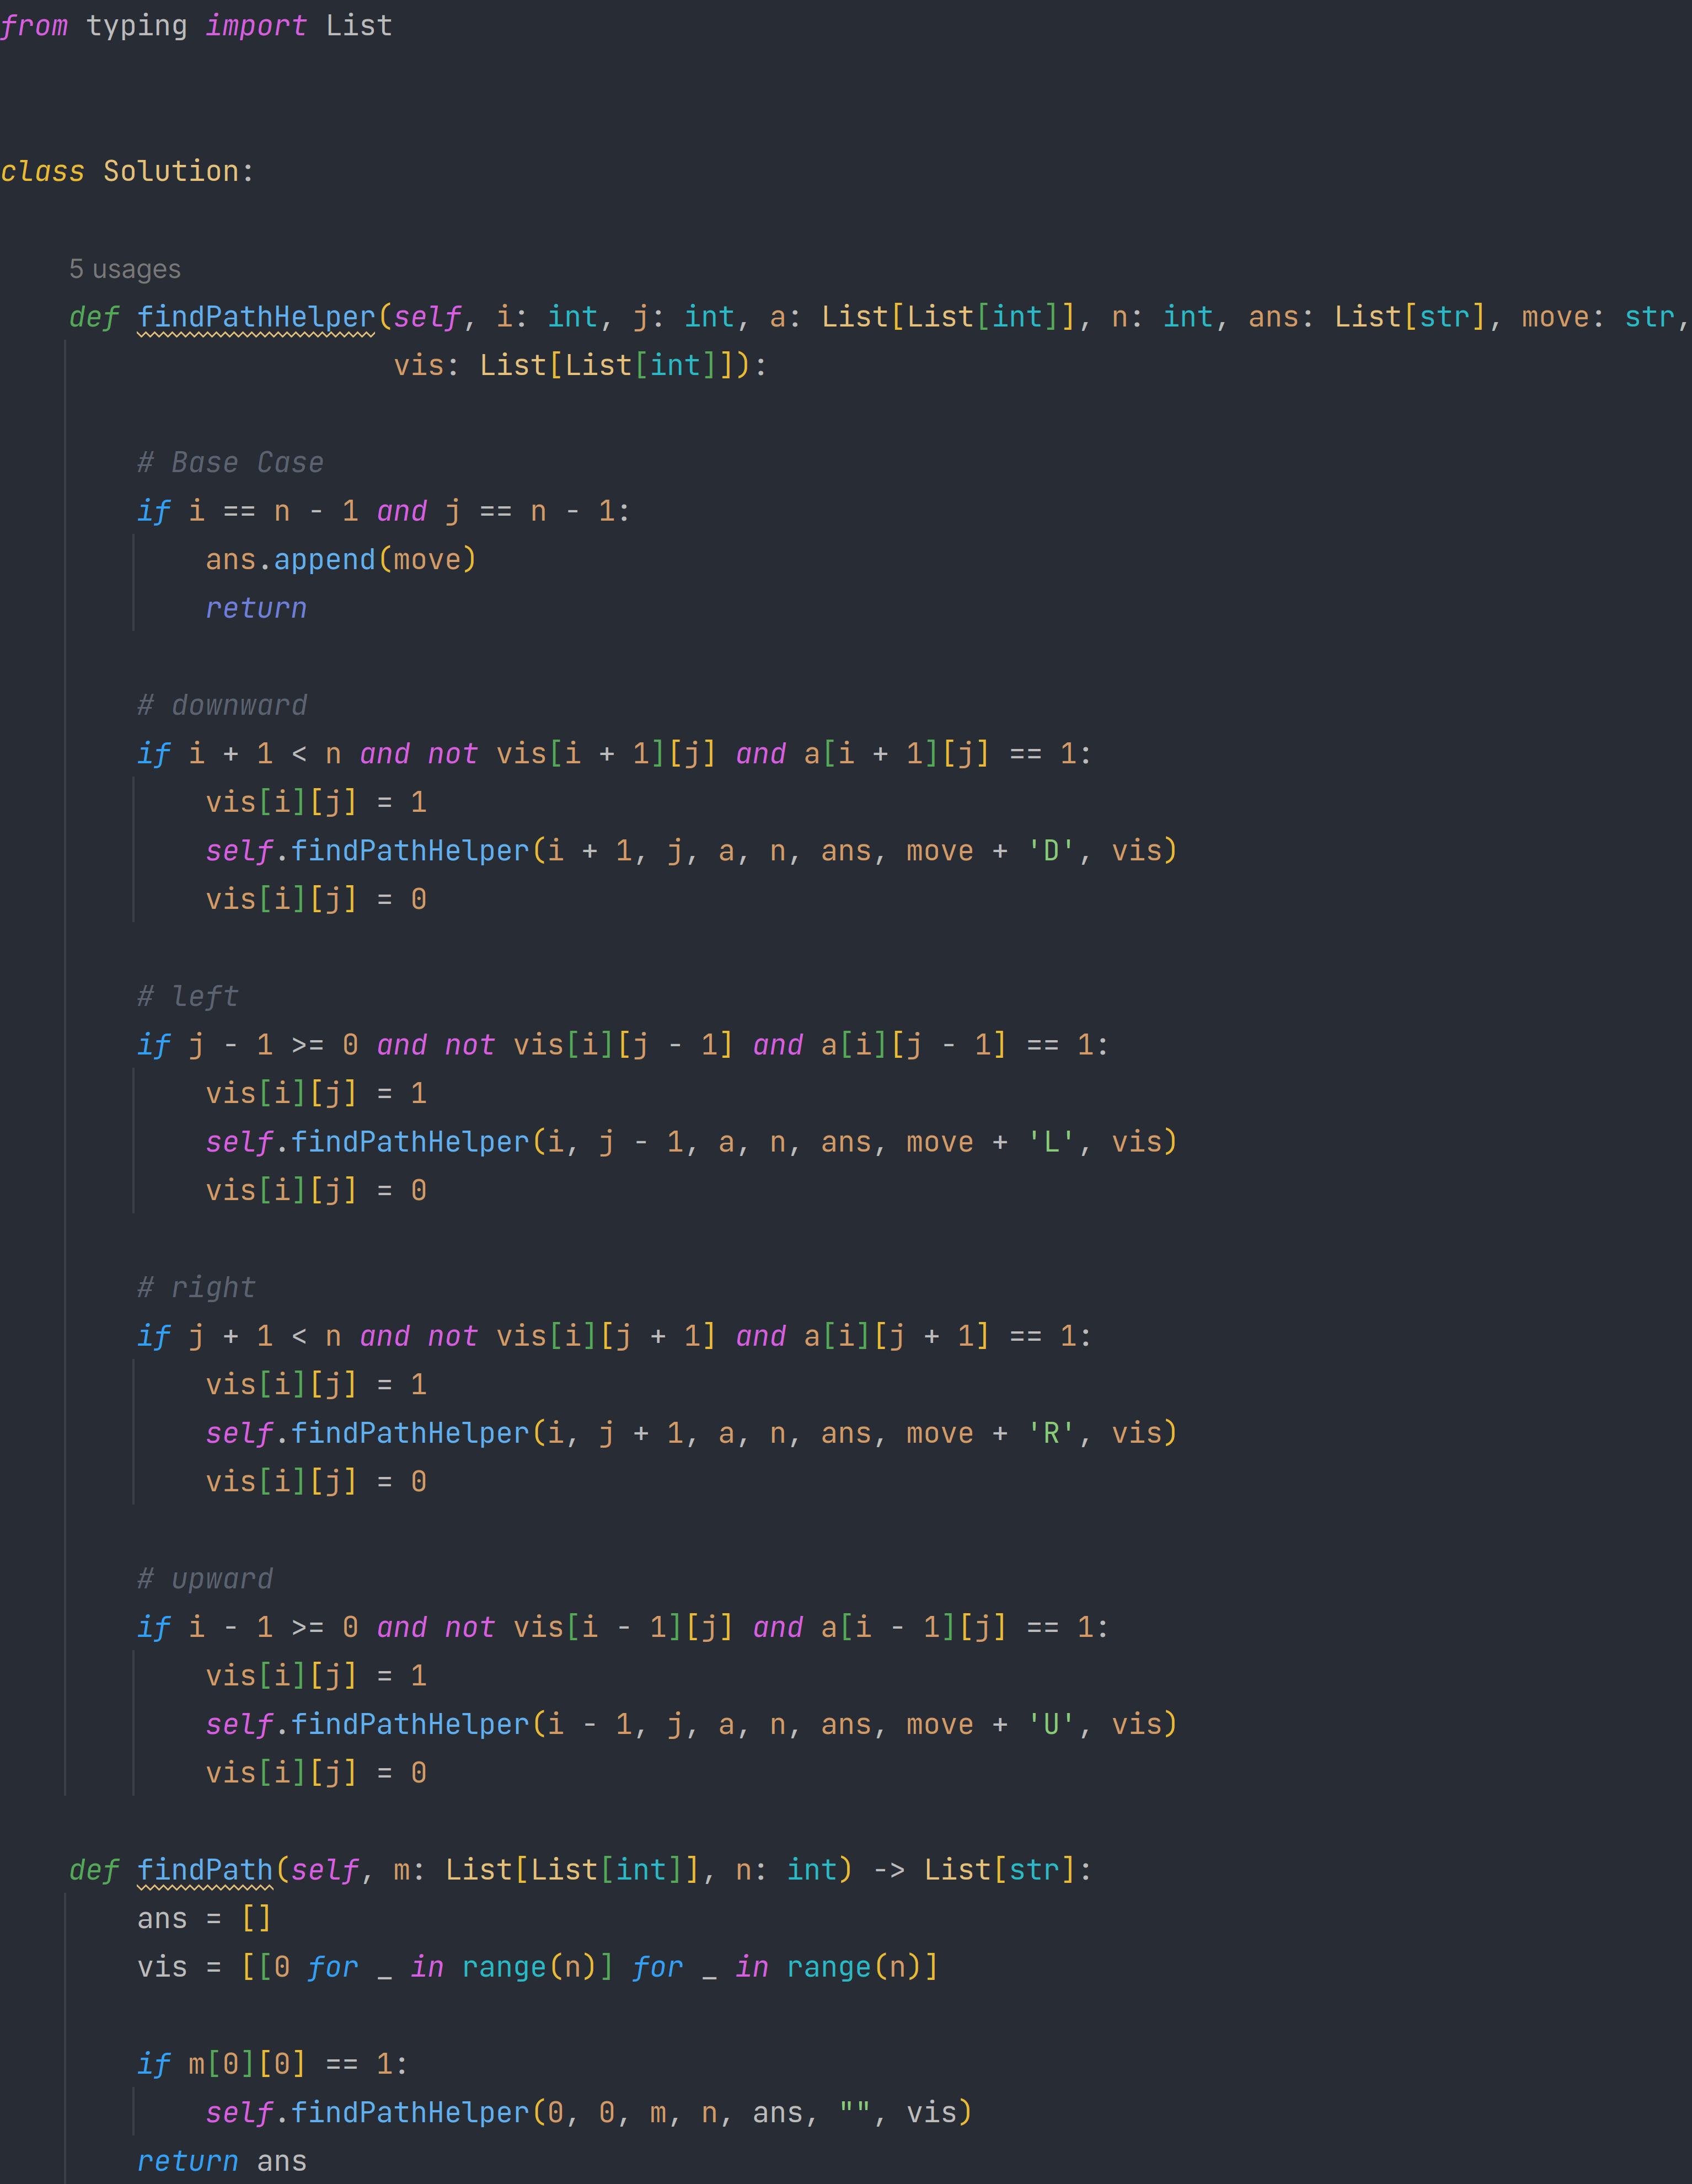 from typing import List
class Solution:
5 usages
def findPathHelper(self, i: int, j: int, a: List[List[int]], n: int, ans: List[str], move: str,
vis: List[List[int]]):
# Base Case
if i == n - 1 and j == n - 1:
ans.append(move)
return
# downward
if i + 1 < n and not vis[i + 1][j] and a[i + 1][j] == 1:
vis[i][j] = 1
self.findPathHelper(i + 1, j, a, n, ans, move + 'D', vis)
vis[i][j] = 0
# left
if j - 1 >= 0 and not vis[i][j - 1] and a[i][j - 1] == 1:
vis[i][j] = 1
self.findPathHelper(i, j - 1, a, n, ans, move + 'L', vis)
vis[i][j] = 0
# right
if j + 1 < n and not vis[i][j + 1] and a[i][j + 1] == 1:
vis[i][j] = 1
self.findPathHelper(i, j + 1, a, n, ans, move + 'R', vis)
vis[i][j] = 0
# upward
if i - 1 >= 0 and not vis[i - 1][j] and a[i - 1][j] == 1:
vis[i][j] = 1
self.findPathHelper(i - 1, j, a, n, ans, move + 'U', vis)
vis[i][j] = 0
def findPath(self, m: List[List[int]], n: int) -> List[str]:
ans = []
vis = [[0 for _ in range(n)] for _ in range(n)]
if m[0][0] == 1:
self.findPathHelper(0, 0, m, n, ans, "", vis)
return ans